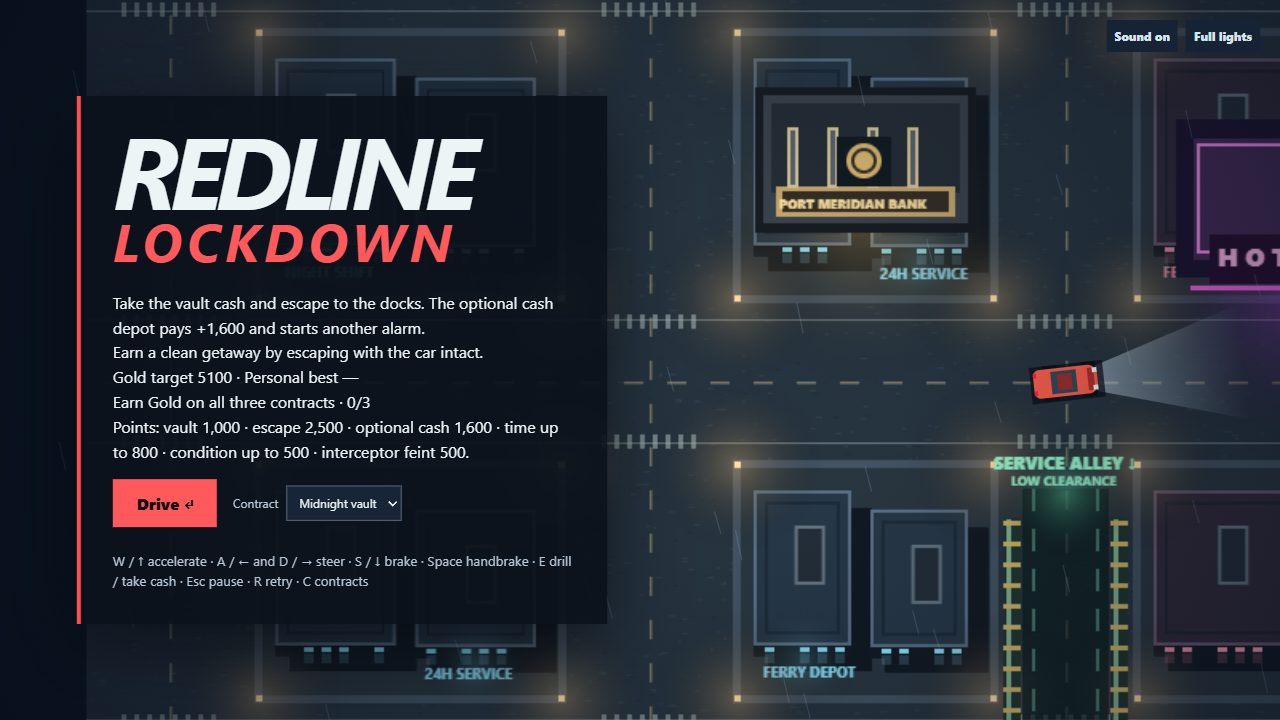 Sound on
Full lights
REDLINE
LOCKDOWN
NIGHT SHIFT
Take the vault cash and escape to the docks. The optional cash
depot pays +1,600 and starts another alarm.
Earn a clean getaway by escaping with the car intact.
Gold target 5100 · Personal best —
Earn Gold on all three contracts · 0/3
Points: vault 1,000 · escape 2,500 · optional cash 1,600 · time up
to 800 · condition up to 500 · interceptor feint 500.
Drive ↵
Contract
Midnight vault
W / ↑ accelerate · A / ← and D / → steer · S / ↓ brake · Space handbrake · E drill
/ take cash · Esc pause · R retry · C contracts
PORT MERIDIAN BANK
24H SERVICE
HOT
SERVICE ALLEY ↓
LOW CLEARANCE
24H SERVICE
FERRY DEPOT